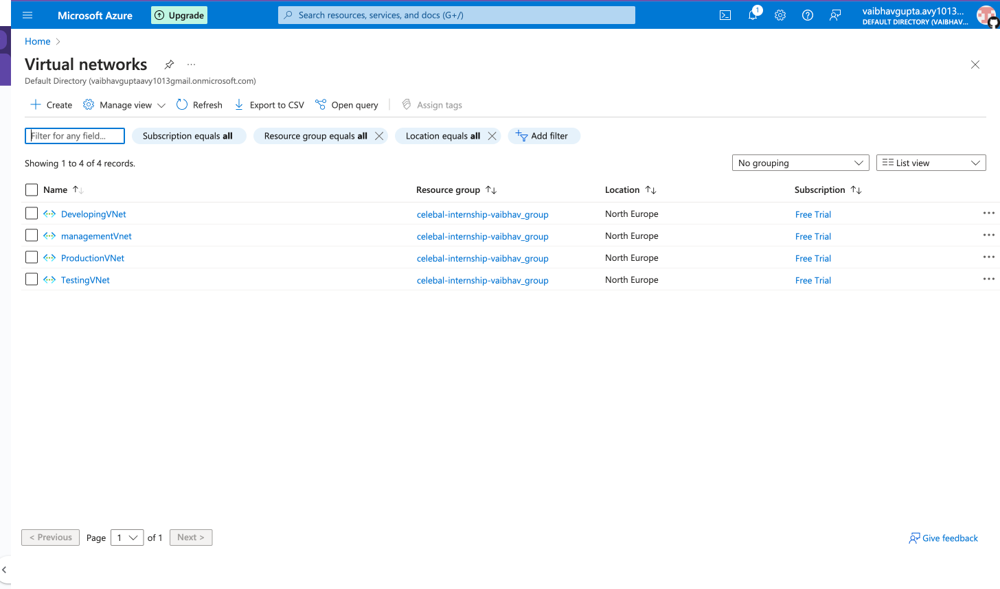 Microsoft Azure
Upgrade
Search resources, services, and docs (G+/)
1
vaibhavgupta.avy1013...
DEFAULT DIRECTORY (VAIBHAV...
Home
Virtual networks
Default Directory (vaibhavguptaavy1013gmail.onmicrosoft.com)
Create Manage view Refresh Export to CSV Open query Assign tags
Filter for any field... Subscription equals all Resource group equals all Location equals all Add filter
Showing 1 to 4 of 4 records. No grouping List view
Name Resource group Location Subscription
DevelopingVNet celebal-internship-vaibhav_group North Europe Free Trial
managementVnet celebal-internship-vaibhav_group North Europe Free Trial
ProductionVNet celebal-internship-vaibhav_group North Europe Free Trial
TestingVNet celebal-internship-vaibhav_group North Europe Free Trial
< Previous Page 1 of 1 Next > Give feedback